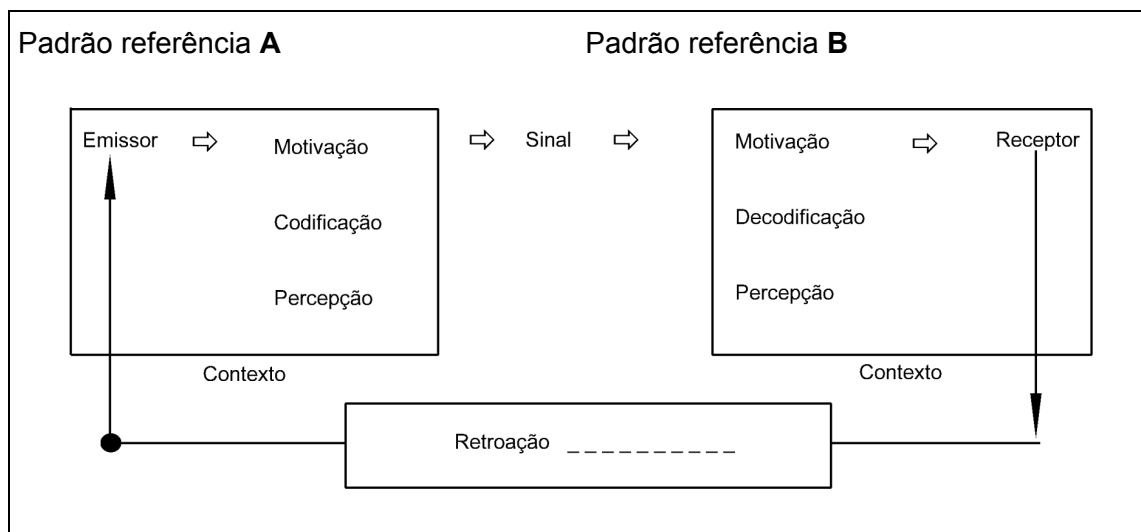 Padrão referência A Padrão referência B
Emissor ⇨ Motivação ⇨ Sinal ⇨ Motivação ⇨ Receptor
Codificação Decodificação
Percepção Percepção
Contexto Contexto
Retroação _ _ _ _ _ _ _ _ _ _